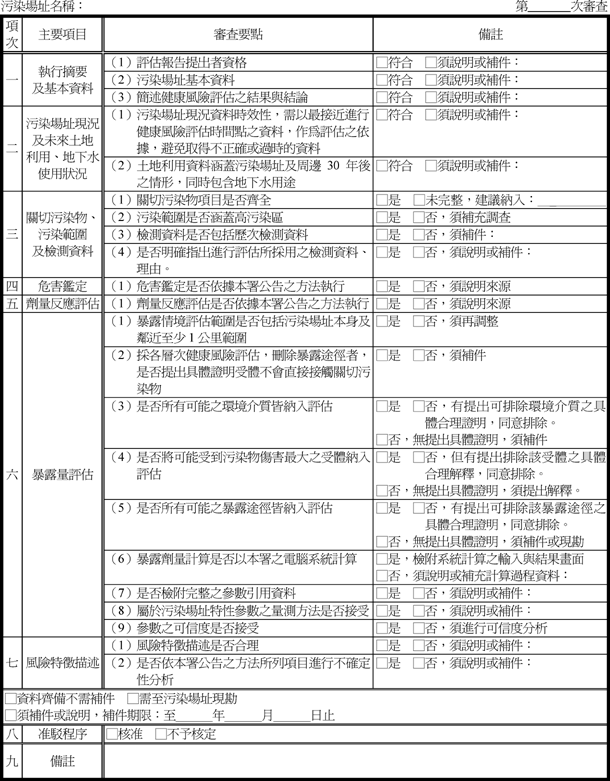 污染場址名稱： 第______次審查
項次 主要項目 審查要點 備註
一 執行摘要及基本資料 （1）評估報告提出者資格 □符合 □須說明或補件：
（2）污染場址基本資料 □符合 □須說明或補件：
（3）簡述健康風險評估之結果與結論 □符合 □須說明或補件：
二 污染場址現況及未來土地利用、地下水使用狀況 （1）污染場址現況資料時效性，需以最接近進行 □符合 □須說明或補件：
健康風險評估時間點之資料，作為評估之依
據，避免取得不正確或過時的資料
（2）土地利用資料涵蓋污染場址及周邊 30 年後 □符合 □須說明或補件：
之情形，同時包含地下水用途
三 關切污染物、污染範圍及檢測資料 （1）關切污染物項目是否齊全 □是 □未完整，建議納入：__________
（2）污染範圍是否涵蓋高污染區 □是 □否，須補充調查
（3）檢測資料是否包括歷次檢測資料 □是 □否，須補件：
（4）是否明確指出進行評估所採用之檢測資料、 □是 □否，須說明或補件：
理由。
四 危害鑑定 （1）危害鑑定是否依據本署公告之方法執行 □是 □否，須說明來源
五 劑量反應評估 （1）劑量反應評估是否依據本署公告之方法執行 □是 □否，須說明來源
六 暴露量評估 （1）暴露情境評估範圍是否包括污染場址本身及 □是 □否，須再調整
鄰近至少 1 公里範圍
（2）採各層次健康風險評估，刪除暴露途徑者， □是 □否，須補件
是否提出具體證明受體不會直接接觸關切污
染物
（3）是否所有可能之環境介質皆納入評估 □是 □否，有提出可排除環境介質之具
體合理證明，同意排除。
□否，無提出具體證明，須補件
（4）是否將可能受到污染物傷害最大之受體納入 □是 □否，但有提出排除該受體之具體
評估 合理解釋，同意排除。
□否，無提出具體證明，須提出解釋。
（5）是否所有可能之暴露途徑皆納入評估 □是 □否，有提出可排除該暴露途徑之
具體合理證明，同意排除。
□否，無提出具體證明，須補件或現勘
（6）暴露劑量計算是否以本署之電腦系統計算 □是，檢附系統計算之輸入與結果畫面
□否，須說明或補充計算過程資料：
（7）是否檢附完整之參數引用資料 □是 □否，須說明或補件：
（8）屬於污染場址特性參數之量測方法是否接受 □是 □否，須說明或補件：
（9）參數之可信度是否接受 □是 □否，須進行可信度分析
七 風險特徵描述 （1）風險特徵描述是否合理 □是 □否，須說明或補件：
（2）是否依本署公告之方法所列項目進行不確定 □是 □否，須說明或補件：
性分析
□資料齊備不需補件 □需至污染場址現勘
□須補件或說明，補件期限：至______年______月______日止
八 准駁程序 □核准 □不予核定
九 備註